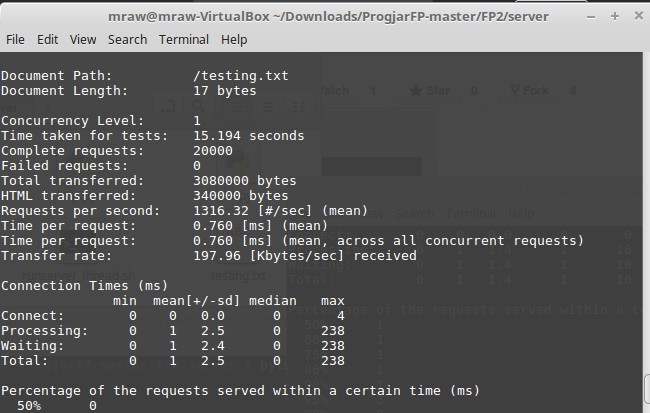 mraw@mraw-VirtualBox ~/Downloads/ProgjarFP-master/FP2/server
File Edit View Search Terminal Help
Document Path: /testing.txt
Document Length: 17 bytes
Concurrency Level: 1
Time taken for tests: 15.194 seconds
Complete requests: 20000
Failed requests: 0
Total transferred: 3080000 bytes
HTML transferred: 340000 bytes
Requests per second: 1316.32 [#/sec] (mean)
Time per request: 0.760 [ms] (mean)
Time per request: 0.760 [ms] (mean, across all concurrent requests)
Transfer rate: 197.96 [Kbytes/sec] received
Connection Times (ms)
min mean[+/-sd] median max
Connect: 0 0 0.0 0 4
Processing: 0 1 2.5 0 238
Waiting: 0 1 2.4 0 238
Total: 0 1 2.5 0 238
Percentage of the requests served within a certain time (ms)
50% 0